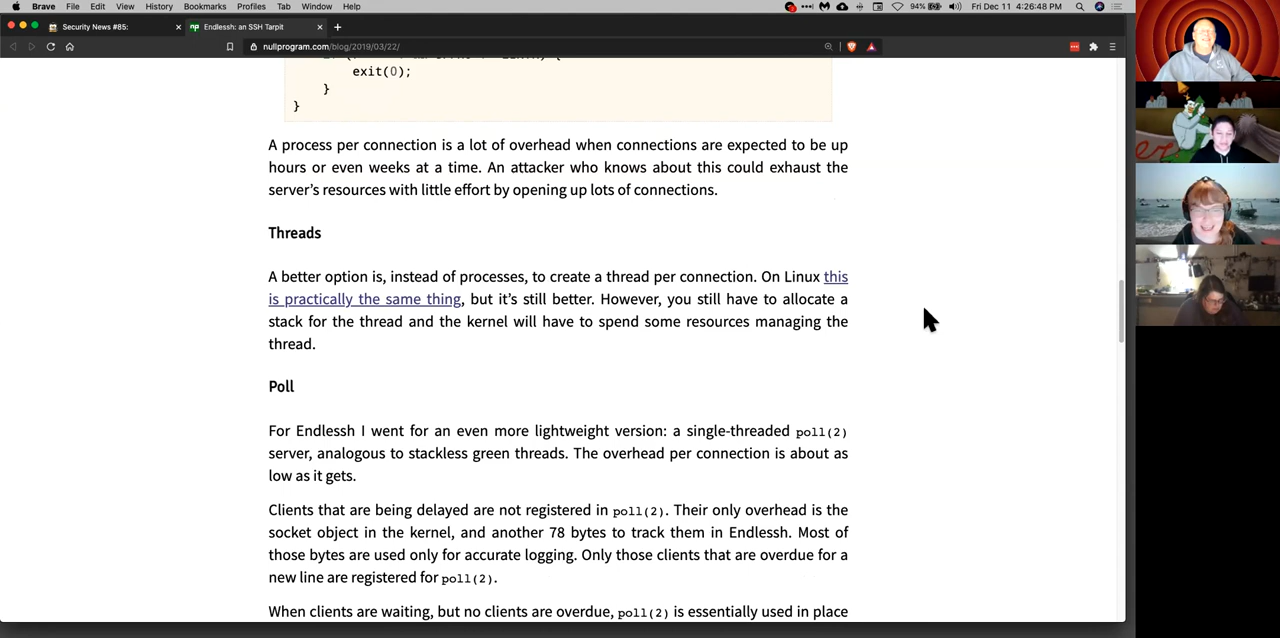 Brave File Edit View History Bookmarks Profiles Tab Window Help 94% Fri Dec 11 4:26:48 PM
Security News #85: Endlessh: an SSH Tarpit
nullprogram.com/blog/2019/03/22/
exit(0);
}
}
A process per connection is a lot of overhead when connections are expected to be up
hours or even weeks at a time. An attacker who knows about this could exhaust the
server's resources with little effort by opening up lots of connections.
Threads
A better option is, instead of processes, to create a thread per connection. On Linux this
is practically the same thing, but it's still better. However, you still have to allocate a
stack for the thread and the kernel will have to spend some resources managing the
thread.
Poll
For Endlessh I went for an even more lightweight version: a single-threaded poll(2)
server, analogous to stackless green threads. The overhead per connection is about as
low as it gets.
Clients that are being delayed are not registered in poll(2). Their only overhead is the
socket object in the kernel, and another 78 bytes to track them in Endlessh. Most of
those bytes are used only for accurate logging. Only those clients that are overdue for a
new line are registered for poll(2).
When clients are waiting, but no clients are overdue, poll(2) is essentially used in place